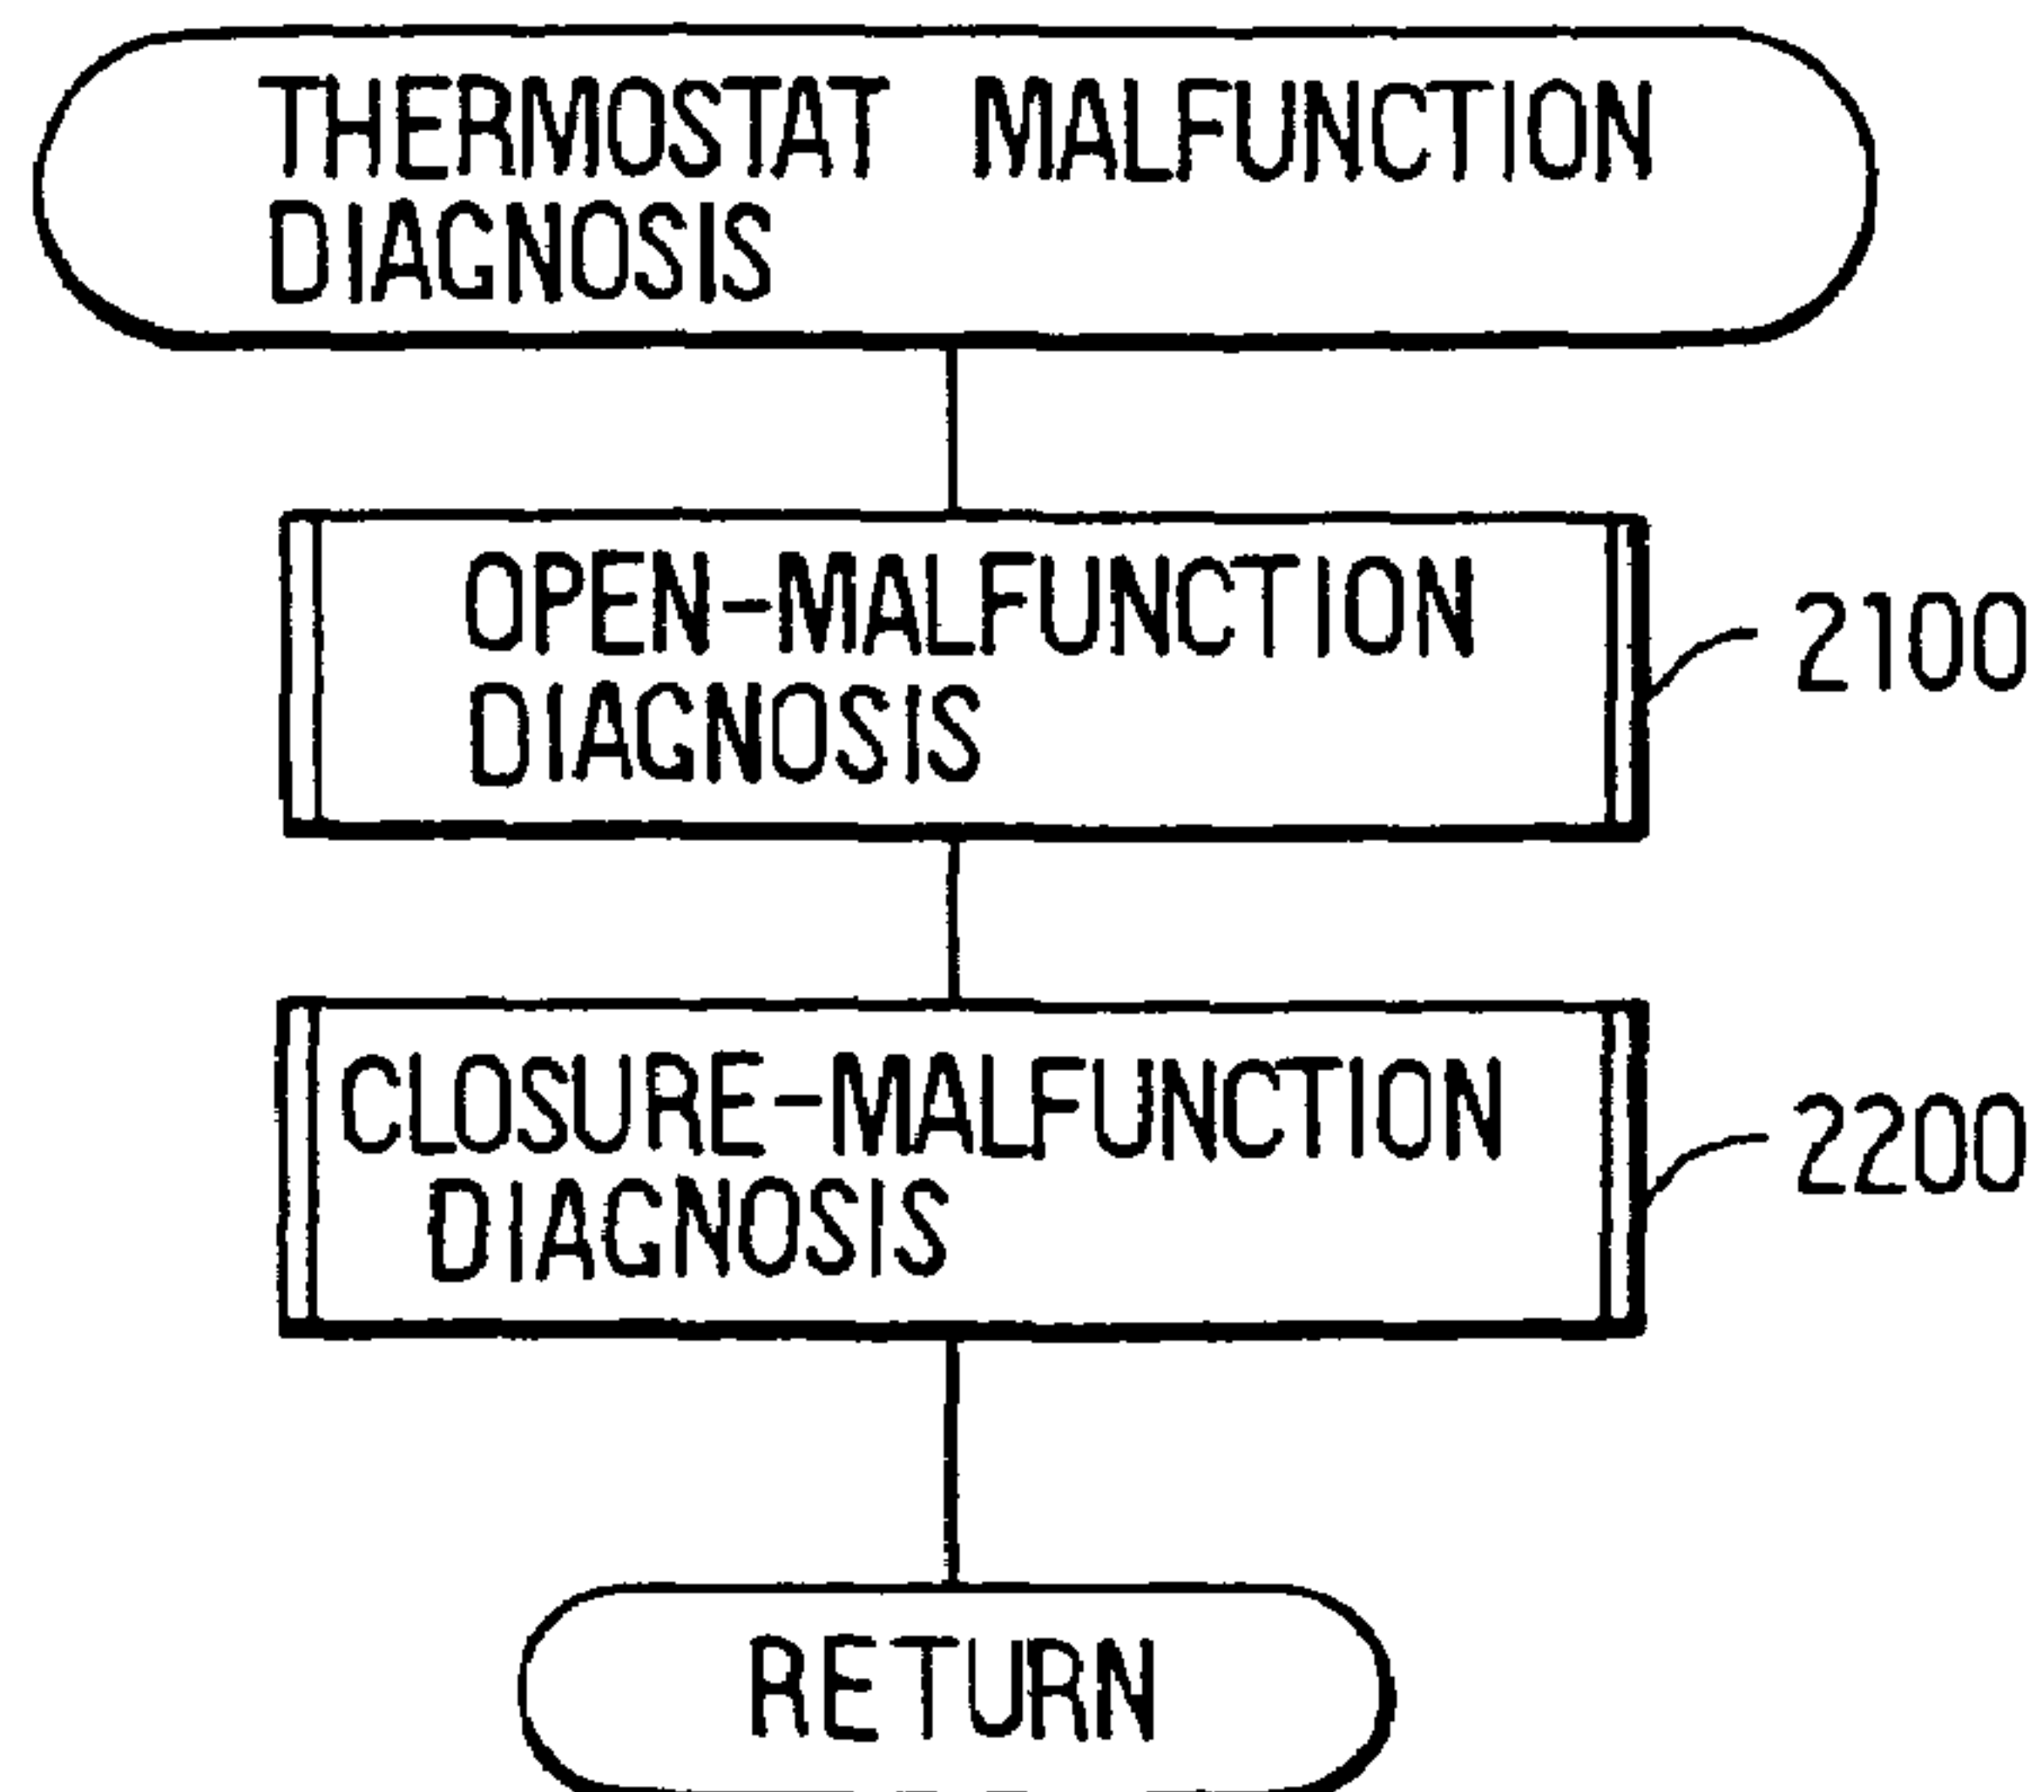 THERMOSTAT MALFUNCTION
DIAGNOSIS
OPEN-MALFUNCTION
DIAGNOSIS
2100
CLOSURE-MALFUNCTION
DIAGNOSIS
2200
RETURN